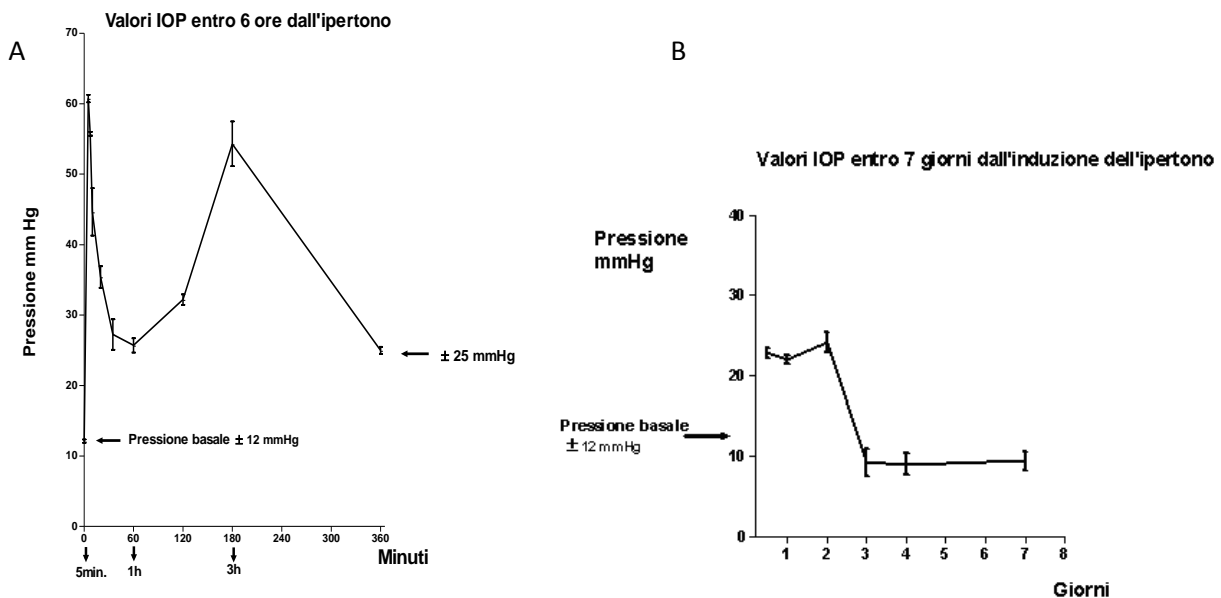 A
Valori IOP entro 6 ore dall'ipertono
70
60
50
40
30
20
10
0
Pressione mm Hg
± 25 mmHg
Pressione basale ± 12 mmHg
0
60
120
180
240
300
360
Minuti
5min.
1h
3h
B
Valori IOP entro 7 giorni dall'induzione dell'ipertono
Pressione
mmHg
40
30
20
10
0
Pressione basale
± 12 mmHg
1
2
3
4
5
6
7
8
Giorni